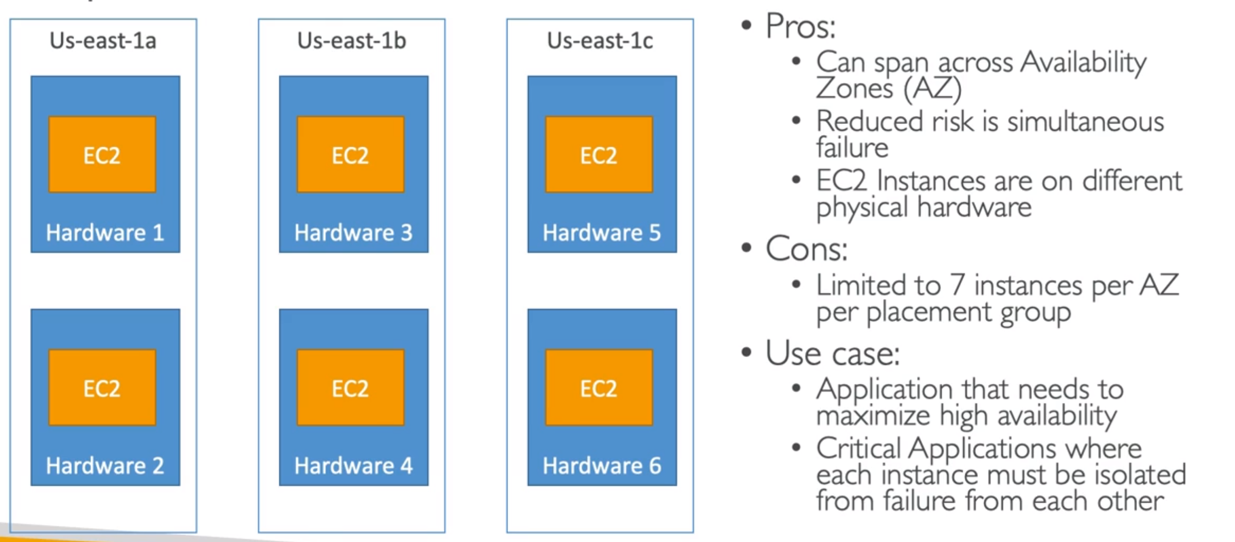 Us-east-1a
Us-east-1b
Us-east-1c
EC2
EC2
EC2
Hardware 1
Hardware 3
Hardware 5
EC2
EC2
EC2
Hardware 2
Hardware 4
Hardware 6
• Pros:
• Can span across Availability
Zones (AZ)
• Reduced risk is simultaneous
failure
• EC2 Instances are on different
physical hardware
• Cons:
• Limited to 7 instances per AZ
per placement group
• Use case:
• Application that needs to
maximize high availability
• Critical Applications where
each instance must be isolated
from failure from each other